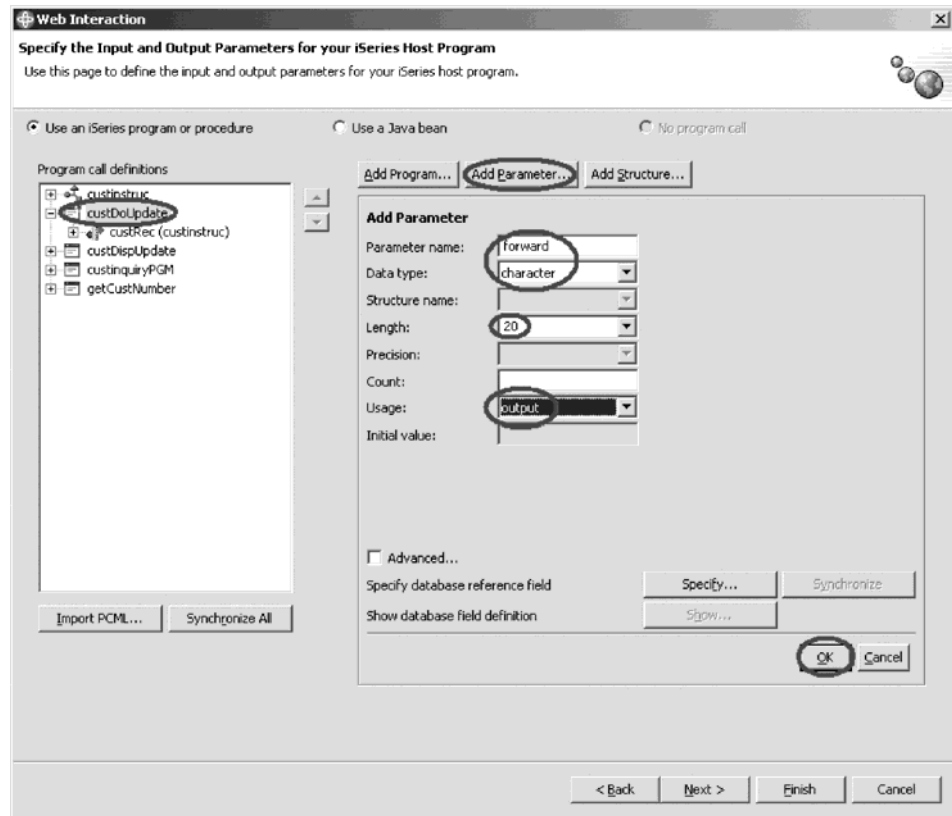 Web Interaction
Specify the Input and Output Parameters for your iSeries Host Program
Use this page to define the input and output parameters for your iSeries host program.
Use an iSeries program or procedure
Use a Java bean
No program call
Program call definitions
custinstruc
custDoUpdate
custRec (custinstruc)
custDispUpdate
custinquiryPGM
getCustNumber
Import PCML...
Synchronize All
Add Program...
Add Parameter...
Add Structure...
Add Parameter
Parameter name: forward
Data type: character
Structure name:
Length: 20
Precision:
Count:
Usage: output
Initial value:
Advanced...
Specify database reference field Specify... Synchronize
Show database field definition Show...
OK Cancel
< Back Next > Finish Cancel